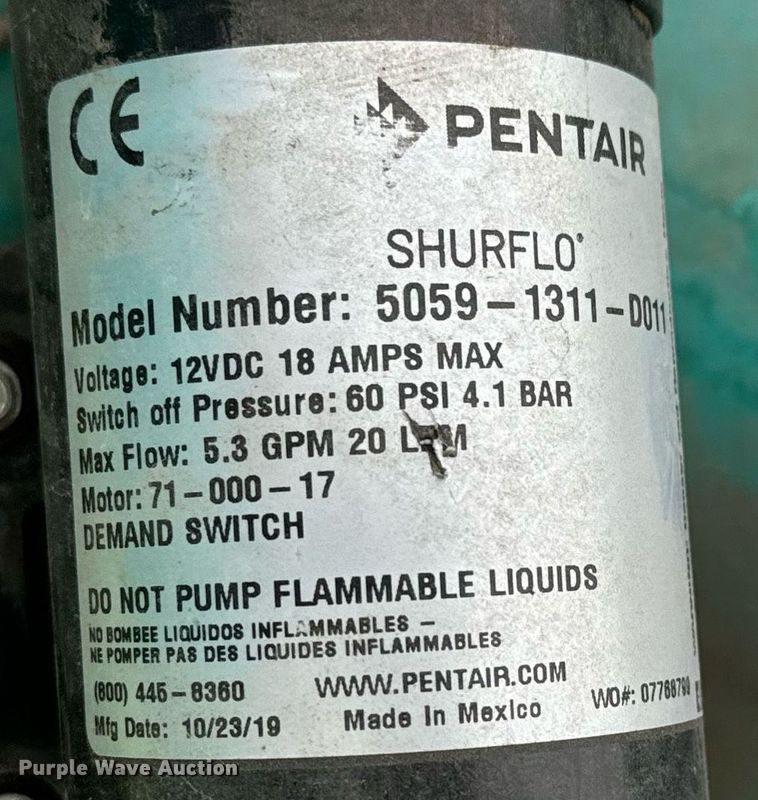 CE
PENTAIR
SHURFLO®
Model Number: 5059-1311-D011
Voltage: 12VDC 18 AMPS MAX
Switch off Pressure: 60 PSI 4.1 BAR
Max Flow: 5.3 GPM 20
Motor: 71-000-17
DEMAND SWITCH
DO NOT PUMP FLAMMABLE LIQUIDS
NO BOMBEE LIQUIDOS INFLAMMABLES -
NE POMPER PAS DES LIQUIDES INFLAMMABLES
(800) 445-8360
WWW.PENTAIR.COM
Mfg Date: 10/23/19
Made In Mexico
WO#:
Purple Wave Auction